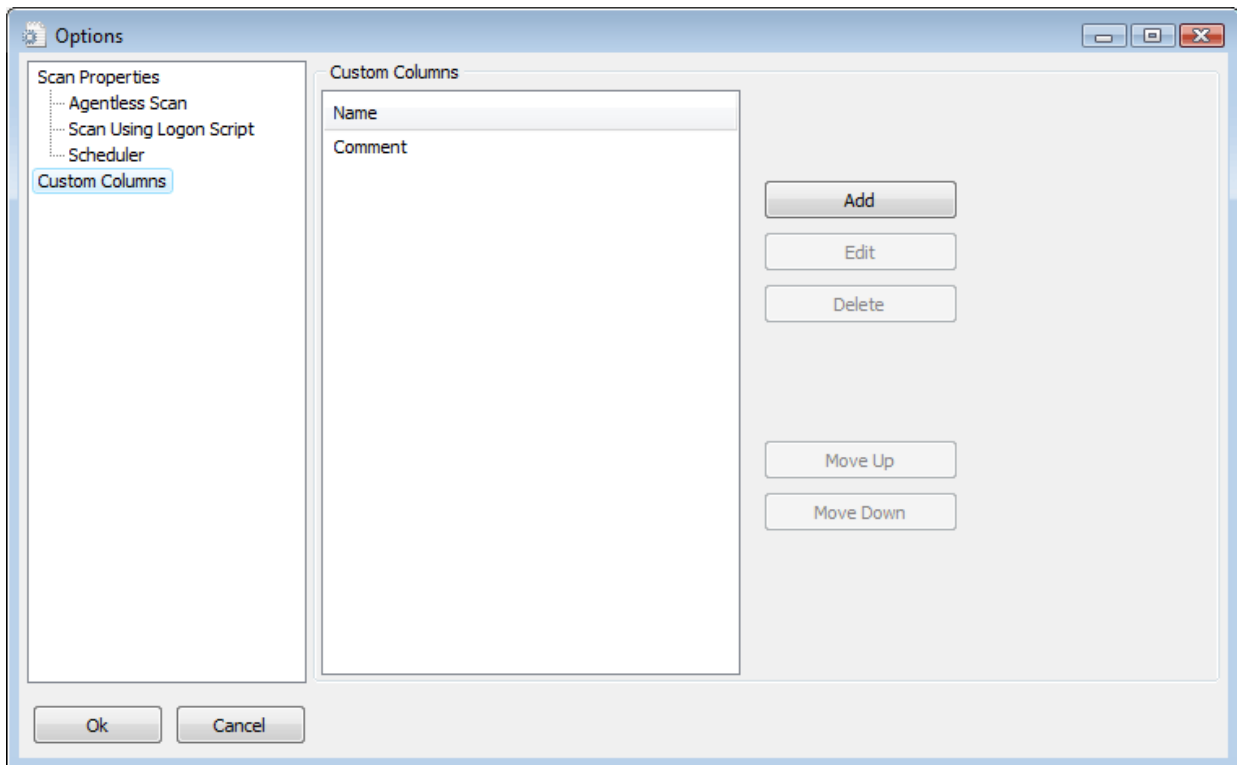 Options
Scan Properties
Agentless Scan
Scan Using Logon Script
Scheduler
Custom Columns
Custom Columns
Name
Comment
Add
Edit
Delete
Move Up
Move Down
Ok
Cancel